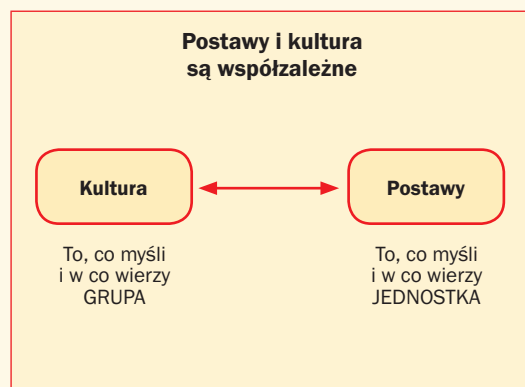 Postawy i kultura
są współzależne
Kultura
Postawy
To, co myśli
i w co wierzy
GRUPA
To, co myśli
i w co wierzy
JEDNOSTKA